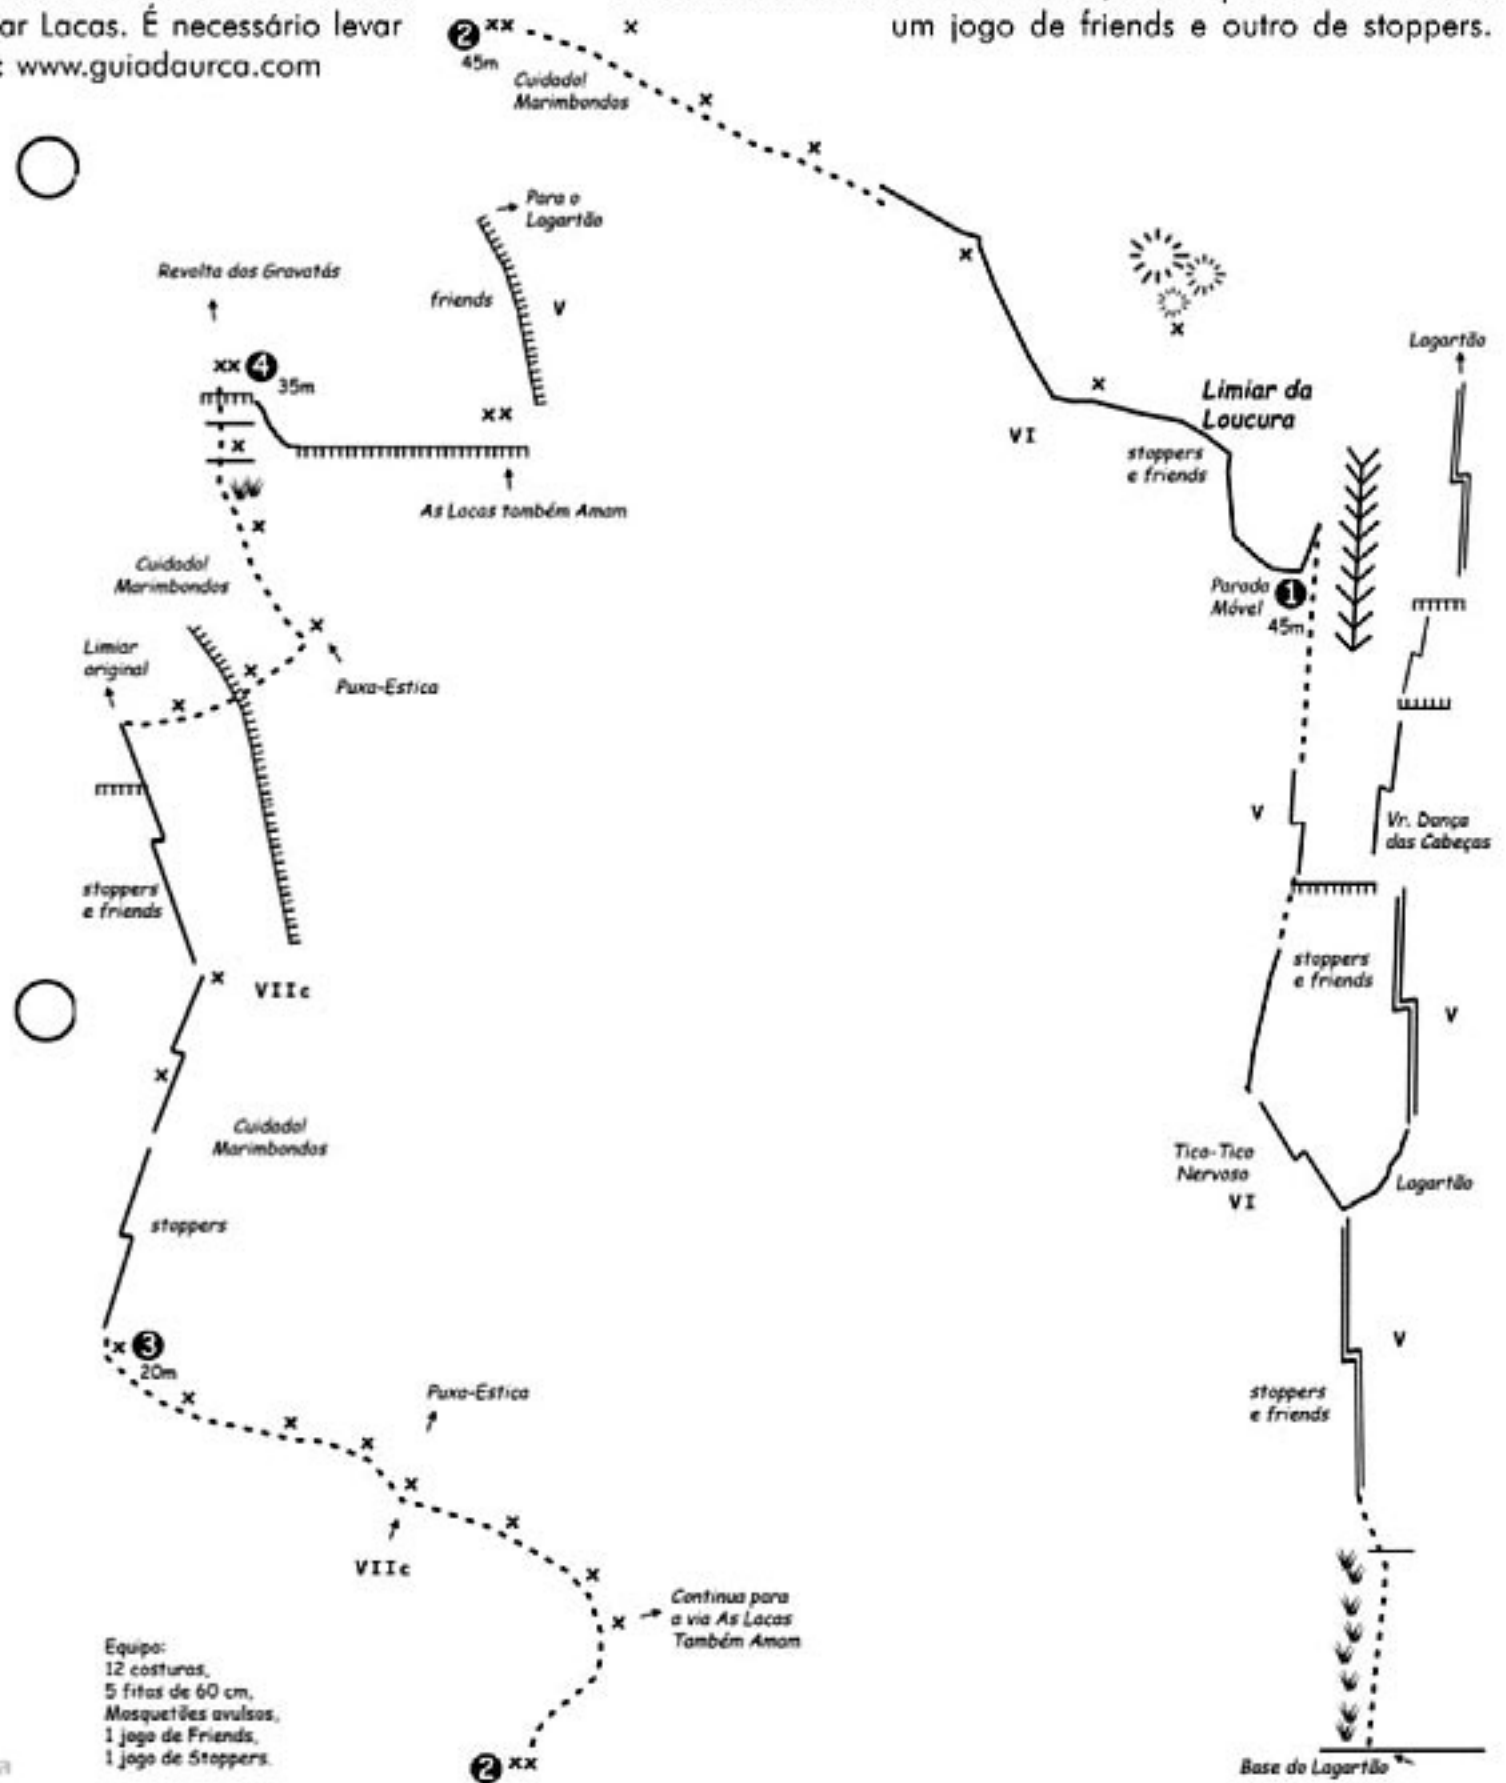 ar Lacas. É necessário levar
: www.guiadaurca.com
um jogo de friends e outro de stoppers.
2 xx
45m
Cuidado!
Marimbondos
Para o
Lagartão
Revolta dos Gravatás
friends
V
xx 4
35m
xx
As Lacas também Amam
Cuidado!
Marimbondos
Limiar
original
Puxa-Estica
stoppers
e friends
VIIc
Cuidado!
Marimbondos
stoppers
x 3
20m
Puxa-Estica
VIIc
Continua para
a via As Lacas
Também Amam
Equipo:
12 costuras,
5 fitas de 60 cm,
Mosquetões avulsos,
1 jogo de Friends,
1 jogo de Stoppers.
2 xx
Lagartão
Limiar da
Loucura
VI
stoppers
e friends
Parada
Móvel
1
45m
V
Vr. Dança
das Cabeças
stoppers
e friends
V
Tico-Tico
Nervoso
VI
Lagartão
V
stoppers
e friends
Base do Lagartão